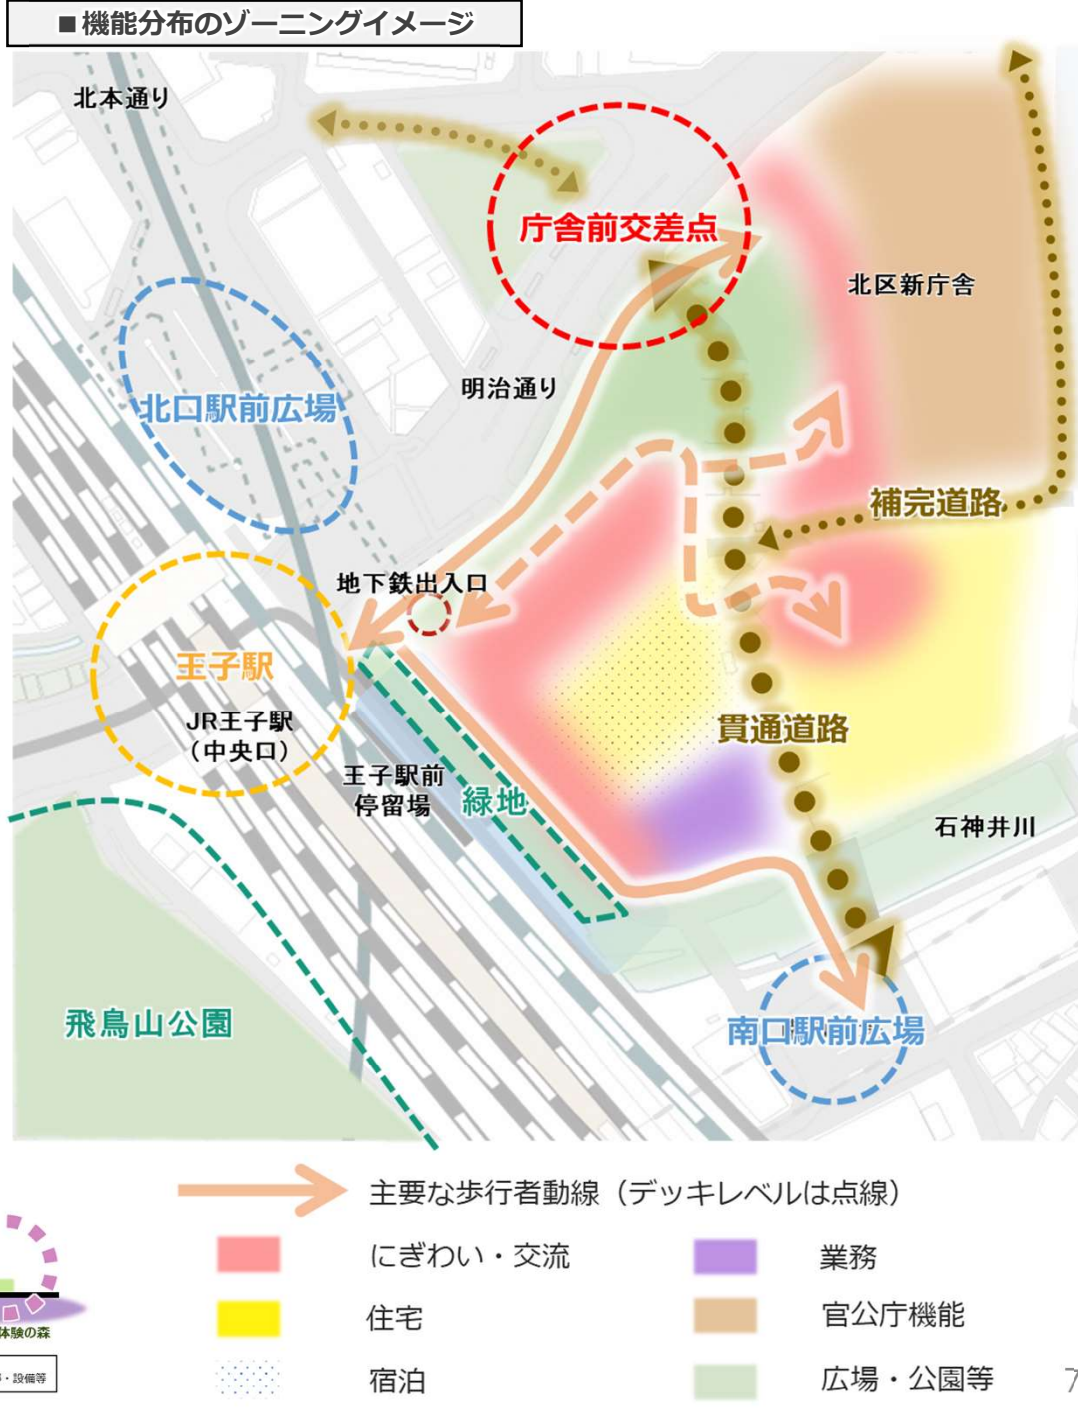 ■機能分布のゾーニングイメージ
北本通り
庁舎前交差点
北区新庁舎
明治通り
北口駅前広場
補完道路
地下鉄出入口
王子駅
JR王子駅
（中央口）
貫通道路
王子駅前
停留場
緑地
石神井川
飛鳥山公園
南口駅前広場
主要な歩行者動線（デッキレベルは点線）
にぎわい・交流
業務
住宅
官公庁機能
体験の森
・設備等
宿泊
広場・公園等
7